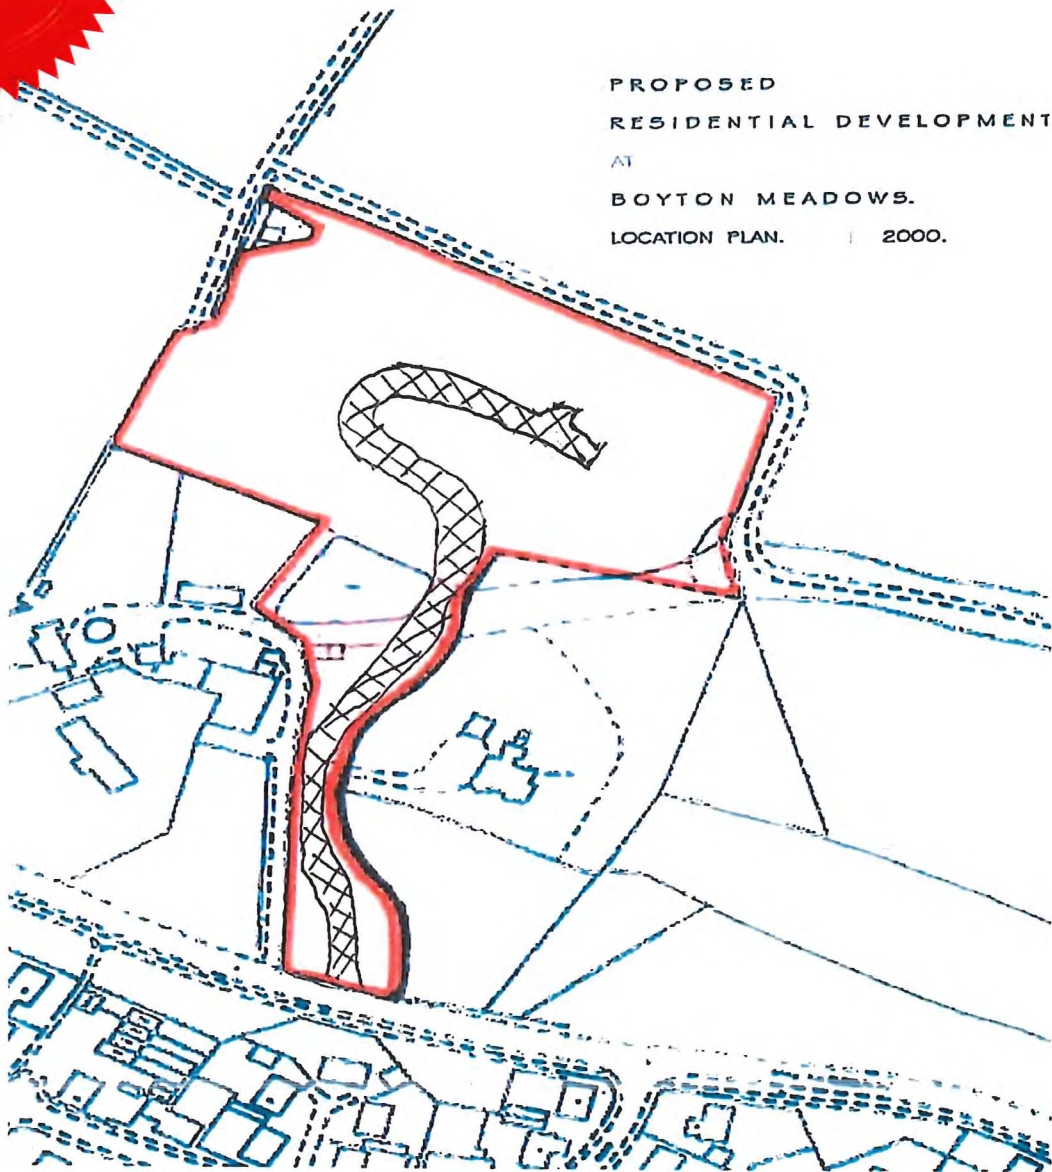 PROPOSED
RESIDENTIAL DEVELOPMENT
AT
BOYTON MEADOWS.
LOCATION PLAN. : 2000.